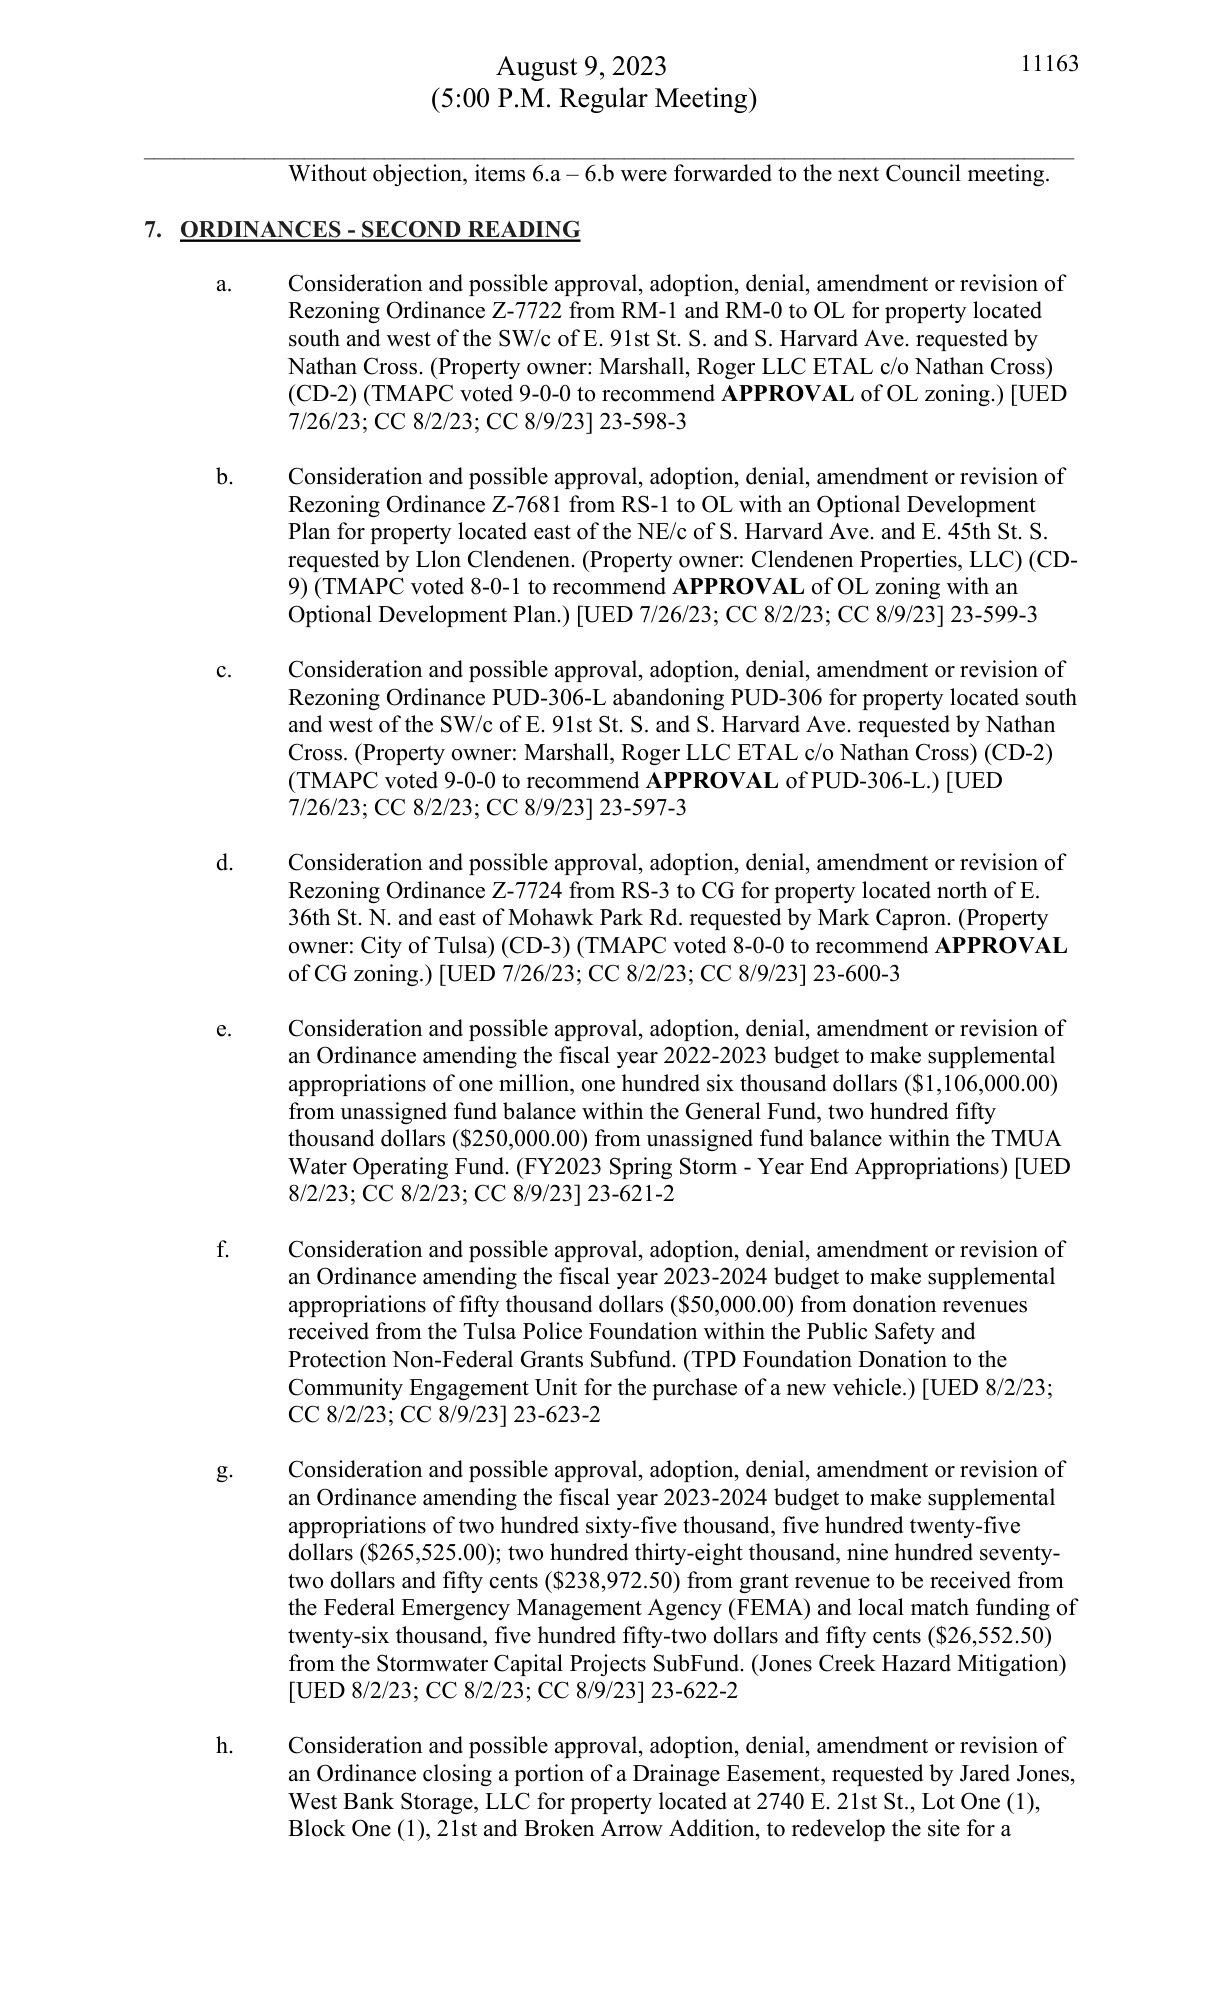 August 9, 2023
11163
(5:00 P.M. Regular Meeting)
Without objection, items 6.a – 6.b were forwarded to the next Council meeting.
7. ORDINANCES - SECOND READING
a. Consideration and possible approval, adoption, denial, amendment or revision of
Rezoning Ordinance Z-7722 from RM-1 and RM-0 to OL for property located
south and west of the SW/c of E. 91st St. S. and S. Harvard Ave. requested by
Nathan Cross. (Property owner: Marshall, Roger LLC ETAL c/o Nathan Cross)
(CD-2) (TMAPC voted 9-0-0 to recommend APPROVAL of OL zoning.) [UED
7/26/23; CC 8/2/23; CC 8/9/23] 23-598-3
b. Consideration and possible approval, adoption, denial, amendment or revision of
Rezoning Ordinance Z-7681 from RS-1 to OL with an Optional Development
Plan for property located east of the NE/c of S. Harvard Ave. and E. 45th St. S.
requested by Llon Clendenen. (Property owner: Clendenen Properties, LLC) (CD-
9) (TMAPC voted 8-0-1 to recommend APPROVAL of OL zoning with an
Optional Development Plan.) [UED 7/26/23; CC 8/2/23; CC 8/9/23] 23-599-3
c. Consideration and possible approval, adoption, denial, amendment or revision of
Rezoning Ordinance PUD-306-L abandoning PUD-306 for property located south
and west of the SW/c of E. 91st St. S. and S. Harvard Ave. requested by Nathan
Cross. (Property owner: Marshall, Roger LLC ETAL c/o Nathan Cross) (CD-2)
(TMAPC voted 9-0-0 to recommend APPROVAL of PUD-306-L.) [UED
7/26/23; CC 8/2/23; CC 8/9/23] 23-597-3
d. Consideration and possible approval, adoption, denial, amendment or revision of
Rezoning Ordinance Z-7724 from RS-3 to CG for property located north of E.
36th St. N. and east of Mohawk Park Rd. requested by Mark Capron. (Property
owner: City of Tulsa) (CD-3) (TMAPC voted 8-0-0 to recommend APPROVAL
of CG zoning.) [UED 7/26/23; CC 8/2/23; CC 8/9/23] 23-600-3
e. Consideration and possible approval, adoption, denial, amendment or revision of
an Ordinance amending the fiscal year 2022-2023 budget to make supplemental
appropriations of one million, one hundred six thousand dollars ($1,106,000.00)
from unassigned fund balance within the General Fund, two hundred fifty
thousand dollars ($250,000.00) from unassigned fund balance within the TMUA
Water Operating Fund. (FY2023 Spring Storm - Year End Appropriations) [UED
8/2/23; CC 8/2/23; CC 8/9/23] 23-621-2
f. Consideration and possible approval, adoption, denial, amendment or revision of
an Ordinance amending the fiscal year 2023-2024 budget to make supplemental
appropriations of fifty thousand dollars ($50,000.00) from donation revenues
received from the Tulsa Police Foundation within the Public Safety and
Protection Non-Federal Grants Subfund. (TPD Foundation Donation to the
Community Engagement Unit for the purchase of a new vehicle.) [UED 8/2/23;
CC 8/2/23; CC 8/9/23] 23-623-2
g. Consideration and possible approval, adoption, denial, amendment or revision of
an Ordinance amending the fiscal year 2023-2024 budget to make supplemental
appropriations of two hundred sixty-five thousand, five hundred twenty-five
dollars ($265,525.00); two hundred thirty-eight thousand, nine hundred seventy-
two dollars and fifty cents ($238,972.50) from grant revenue to be received from
the Federal Emergency Management Agency (FEMA) and local match funding of
twenty-six thousand, five hundred fifty-two dollars and fifty cents ($26,552.50)
from the Stormwater Capital Projects SubFund. (Jones Creek Hazard Mitigation)
[UED 8/2/23; CC 8/2/23; CC 8/9/23] 23-622-2
h. Consideration and possible approval, adoption, denial, amendment or revision of
an Ordinance closing a portion of a Drainage Easement, requested by Jared Jones,
West Bank Storage, LLC for property located at 2740 E. 21st St., Lot One (1),
Block One (1), 21st and Broken Arrow Addition, to redevelop the site for a